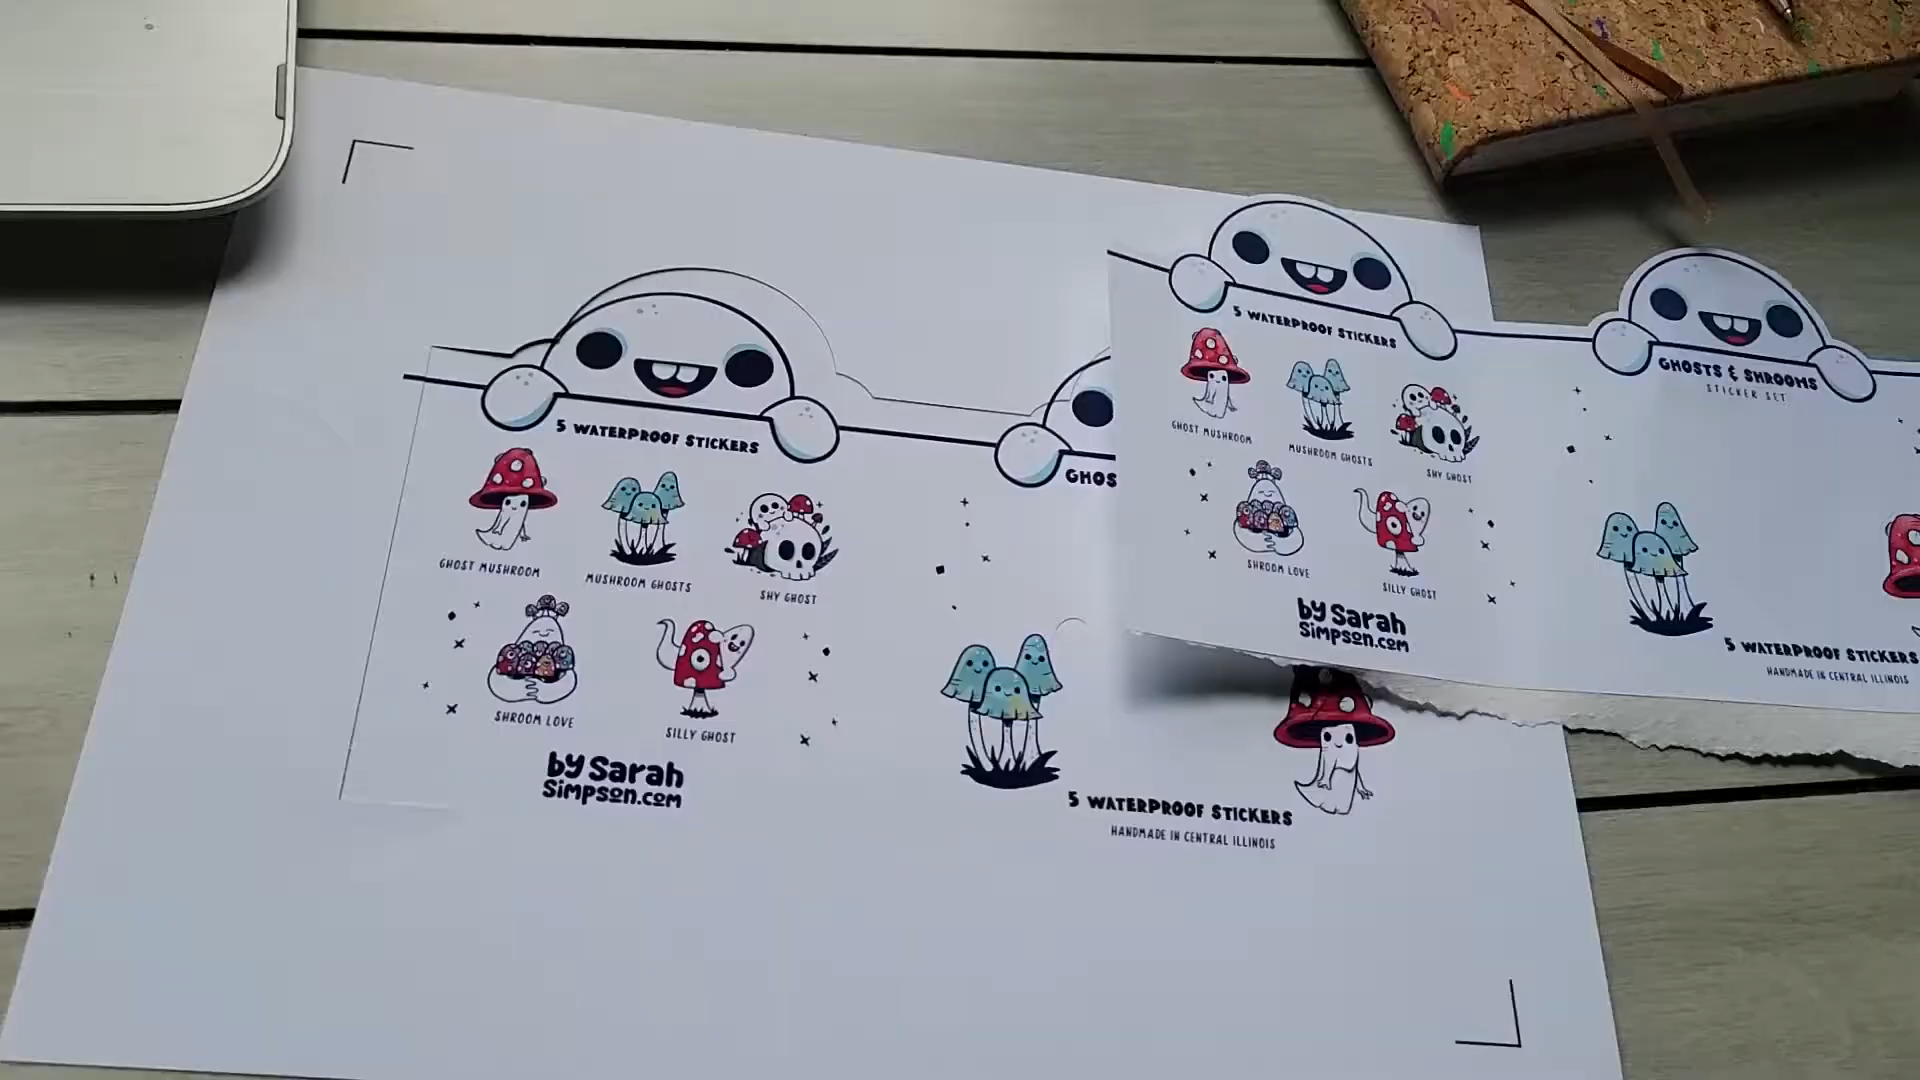 5 WATERPROOF STICKERS
GHOST MUSHROOM
MUSHROOM GHOSTS
SHY GHOST
SHROOM LOVE
SILLY GHOST
by Sarah
Simpson.com
GHOS
5 WATERPROOF STICKERS
HANDMADE IN CENTRAL ILLINOIS
5 WATERPROOF STICKERS
GHOST MUSHROOM
MUSHROOM GHOSTS
SHY GHOST
SHROOM LOVE
SILLY GHOST
by Sarah
Simpson.com
GHOSTS & SHROOMS
STICKER SET
5 WATERPROOF STICKERS
HANDMADE IN CENTRAL ILLINOIS